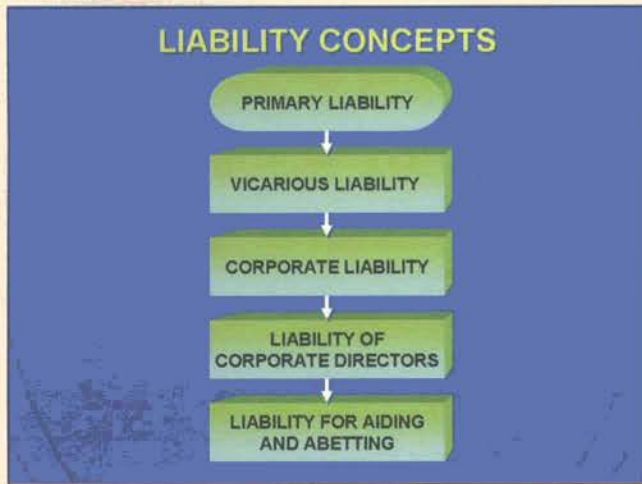 LIABILITY CONCEPTS
PRIMARY LIABILITY
VICARIOUS LIABILITY
CORPORATE LIABILITY
LIABILITY OF
CORPORATE DIRECTORS
LIABILITY FOR AIDING
AND ABETTING